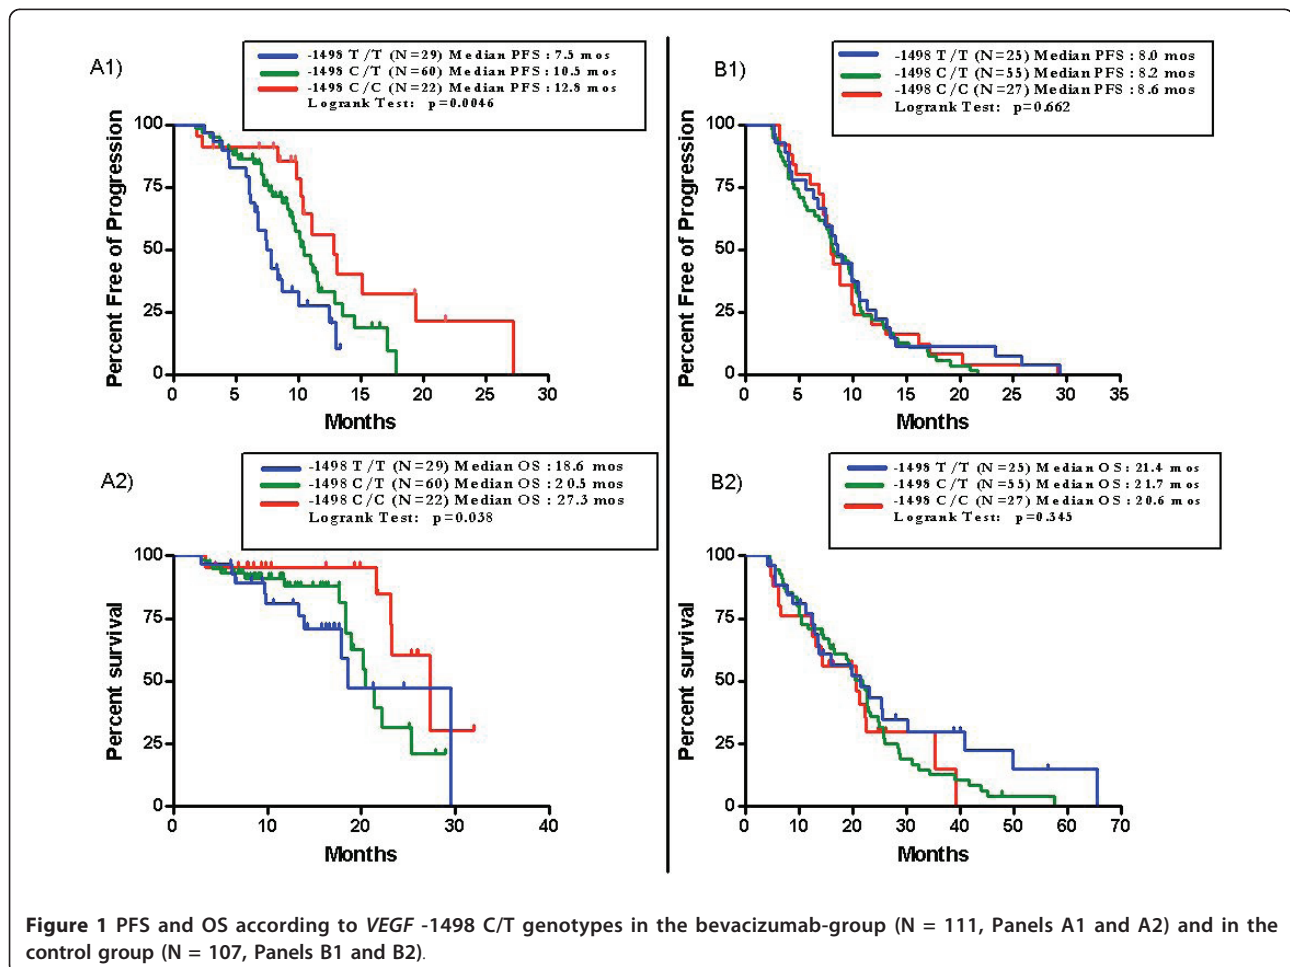 A1)
-1498 T/T (N=29) Median PFS : 7.5 mos
-1498 C/T (N=60) Median PFS : 10.5 mos
-1498 C/C (N=22) Median PFS : 12.8 mos
Logrank Test: p=0.0046
Percent Free of Progression
100
75
50
25
0
0 5 10 15 20 25 30
Months
B1)
-1498 T/T (N=25) Median PFS : 8.0 mos
-1498 C/T (N=55) Median PFS : 8.2 mos
-1498 C/C (N=27) Median PFS : 8.6 mos
Logrank Test: p=0.662
Percent Free of Progression
100
75
50
25
0
0 5 10 15 20 25 30 35
Months
A2)
-1498 T/T (N=29) Median OS : 18.6 mos
-1498 C/T (N=60) Median OS : 20.5 mos
-1498 C/C (N=22) Median OS : 27.3 mos
Logrank Test: p=0.038
Percent survival
100
75
50
25
0
0 10 20 30 40
Months
B2)
-1498 T/T (N=25) Median OS : 21.4 mos
-1498 C/T (N=55) Median OS : 21.7 mos
-1498 C/C (N=27) Median OS : 20.6 mos
Logrank Test: p=0.345
Percent survival
100
75
50
25
0
0 10 20 30 40 50 60 70
Months
Figure 1 PFS and OS according to VEGF -1498 C/T genotypes in the bevacizumab-group (N = 111, Panels A1 and A2) and in the
control group (N = 107, Panels B1 and B2).